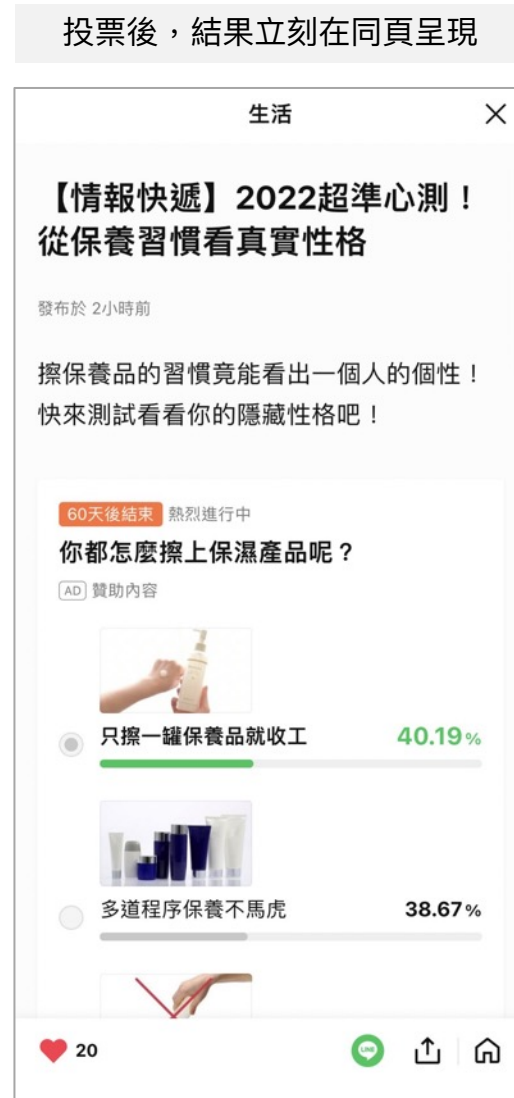 投票後，結果立刻在同頁呈現
生活
【情報快遞】2022超準心測！
從保養習慣看真實性格
發布於 2小時前
擦保養品的習慣竟能看出一個人的個性！
快來測試看看你的隱藏性格吧！
60天後結束 熱烈進行中
你都怎麼擦上保濕產品呢？
AD 贊助內容
只擦一罐保養品就收工 40.19%
多道程序保養不馬虎 38.67%
20
LINE